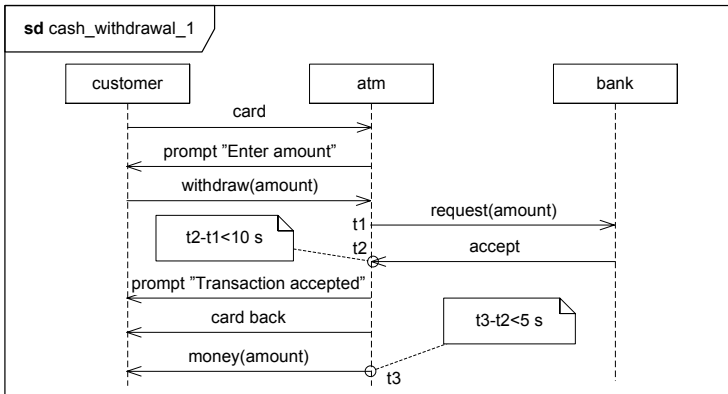 sd cash_withdrawal_1
customer
atm
bank
card
prompt ”Enter amount”
withdraw(amount)
t1
request(amount)
t2-t1<10 s
t2
accept
prompt ”Transaction accepted”
card back
t3-t2<5 s
money(amount)
t3